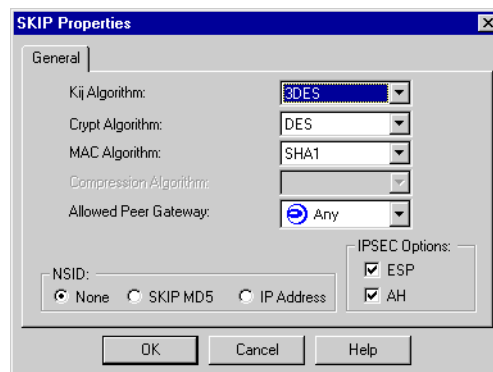 SKIP Properties
General
Kij Algorithm: 3DES
Crypt Algorithm: DES
MAC Algorithm: SHA1
Compression Algorithm:
Allowed Peer Gateway: Any
IPSEC Options:
ESP
AH
NSID:
None SKIP MD5 IP Address
OK Cancel Help